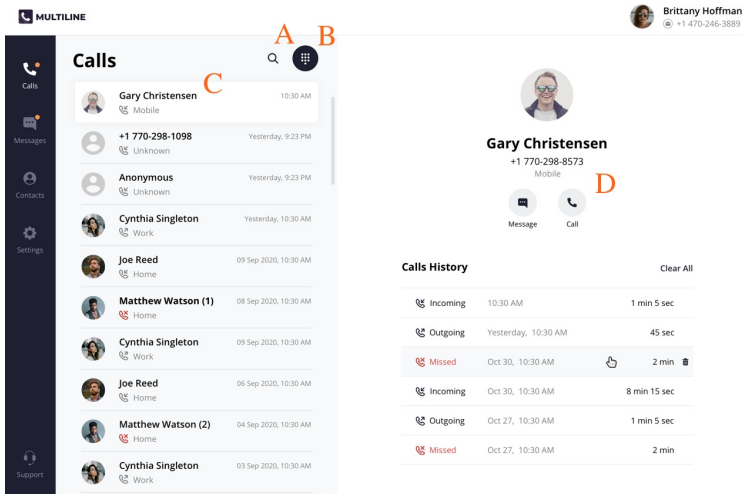 MULTILINE
Brittany Hoffman
+1 470-246-3889
A
B
C
D
Calls
Messages
Contacts
Settings
Support
Calls
Gary Christensen 10:30 AM
Mobile
+1 770-298-1098 Yesterday, 9:23 PM
Unknown
Anonymous Yesterday, 9:23 PM
Unknown
Cynthia Singleton Yesterday, 10:30 AM
Work
Joe Reed 09 Sep 2020, 10:30 AM
Home
Matthew Watson (1) 08 Sep 2020, 10:30 AM
Home
Cynthia Singleton 09 Sep 2020, 10:30 AM
Work
Joe Reed 06 Sep 2020, 10:30 AM
Home
Matthew Watson (2) 04 Sep 2020, 10:30 AM
Home
Cynthia Singleton 03 Sep 2020, 10:30 AM
Work
Gary Christensen
+1 770-298-8573
Mobile
Message Call
Calls History Clear All
Incoming 10:30 AM 1 min 5 sec
Outgoing Yesterday, 10:30 AM 45 sec
Missed Oct 30, 10:30 AM 2 min
Incoming Oct 30, 10:30 AM 8 min 15 sec
Outgoing Oct 27, 10:30 AM 1 min 5 sec
Missed Oct 27, 10:30 AM 2 min